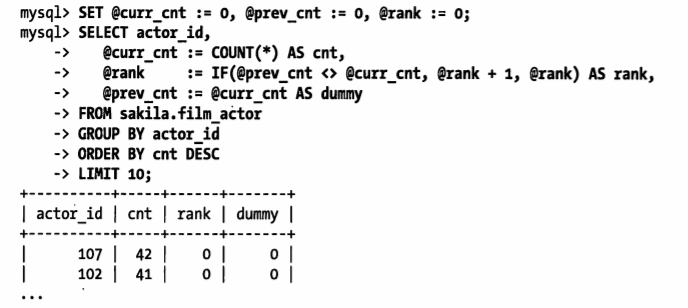 mysql> SET @curr_cnt := 0, @prev_cnt := 0, @rank := 0;
mysql> SELECT actor_id,
    ->    @curr_cnt := COUNT(*) AS cnt,
    ->    @rank     := IF(@prev_cnt <> @curr_cnt, @rank + 1, @rank) AS rank,
    ->    @prev_cnt := @curr_cnt AS dummy
    -> FROM sakila.film_actor
    -> GROUP BY actor_id
    -> ORDER BY cnt DESC
    -> LIMIT 10;
+----------+-----+------+-------+
| actor_id | cnt | rank | dummy |
+----------+-----+------+-------+
|      107 |  42 |    0 |     0 |
|      102 |  41 |    0 |     0 |
...